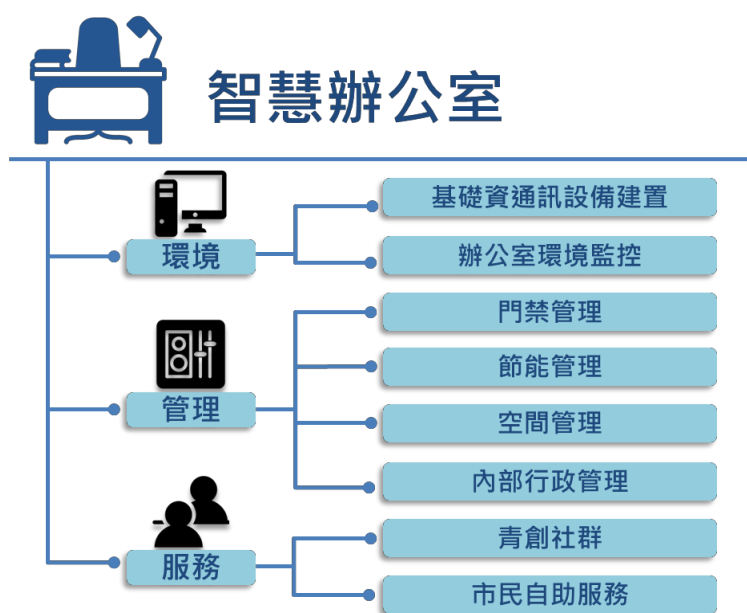 智慧辦公室
環境
基礎資通訊設備建置
辦公室環境監控
管理
門禁管理
節能管理
空間管理
內部行政管理
服務
青創社群
市民自助服務